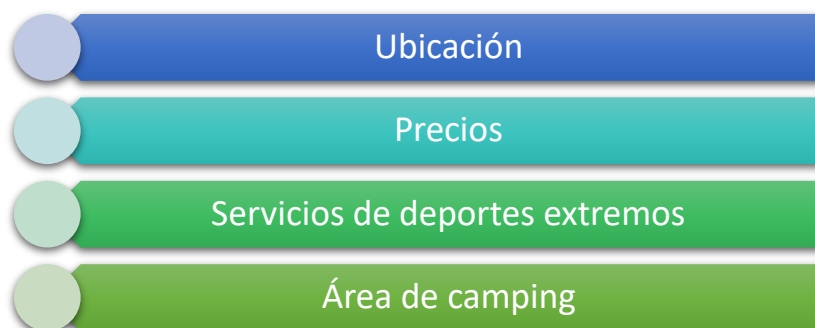 Ubicación
Precios
Servicios de deportes extremos
Área de camping